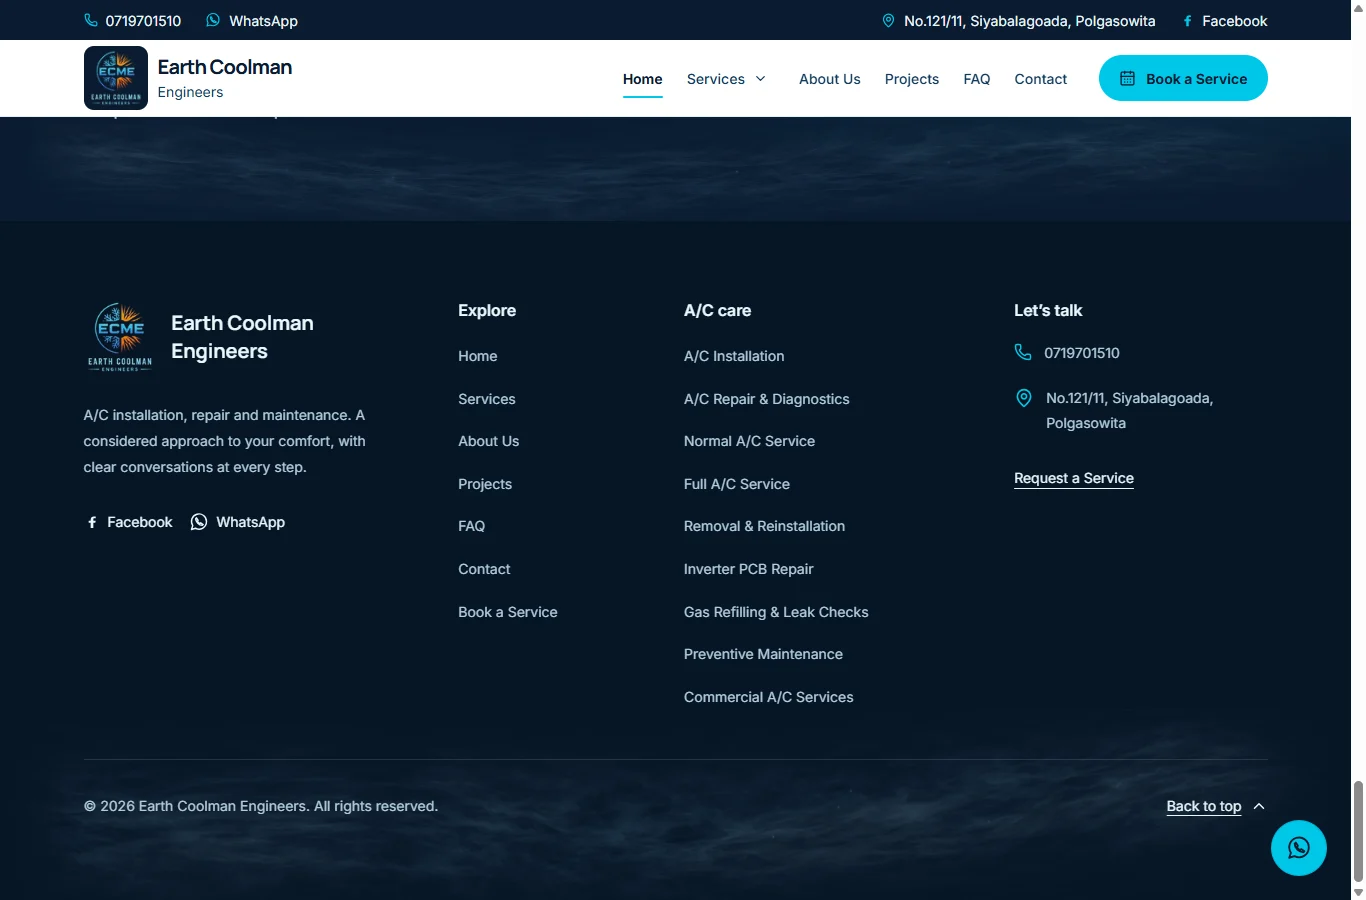 0719701510
WhatsApp
No.121/11, Siyabalagoada, Polgasowita
Facebook
ECME
EARTH COOLMAN
ENGINEERS
Earth Coolman
Engineers
Home
Services
About Us
Projects
FAQ
Contact
Book a Service
ECME
EARTH COOLMAN
ENGINEERS
Earth Coolman
Engineers
A/C installation, repair and maintenance. A
considered approach to your comfort, with
clear conversations at every step.
Facebook
WhatsApp
Explore
Home
Services
About Us
Projects
FAQ
Contact
Book a Service
A/C care
A/C Installation
A/C Repair & Diagnostics
Normal A/C Service
Full A/C Service
Removal & Reinstallation
Inverter PCB Repair
Gas Refilling & Leak Checks
Preventive Maintenance
Commercial A/C Services
Let’s talk
0719701510
No.121/11, Siyabalagoada,
Polgasowita
Request a Service
© 2026 Earth Coolman Engineers. All rights reserved.
Back to top